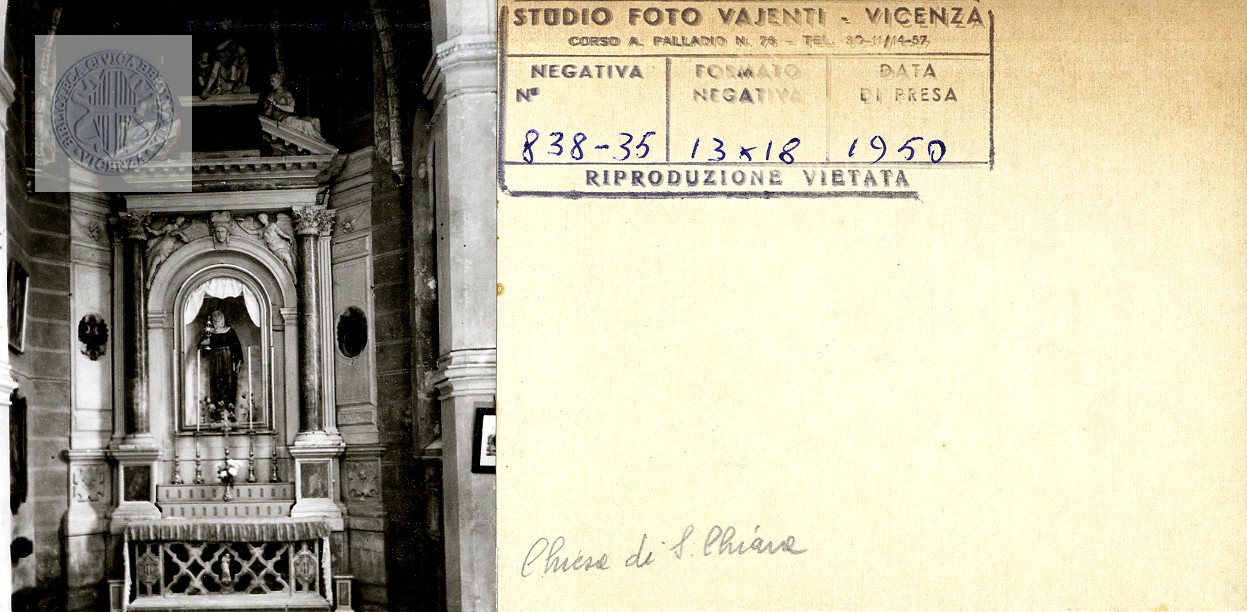 BIBLIOTECA CIVICA BERTOLIANA VICENZA
STUDIO FOTO VAJENTI - VICENZA
CORSO A. PALLADIO N. 76 - TEL.
NEGATIVA
Nº
838-35
FORMATO
NEGATIVA
13x18
DATA
DI PRESA
1950
RIPRODUZIONE VIETATA
Chiesa di S. Chiara